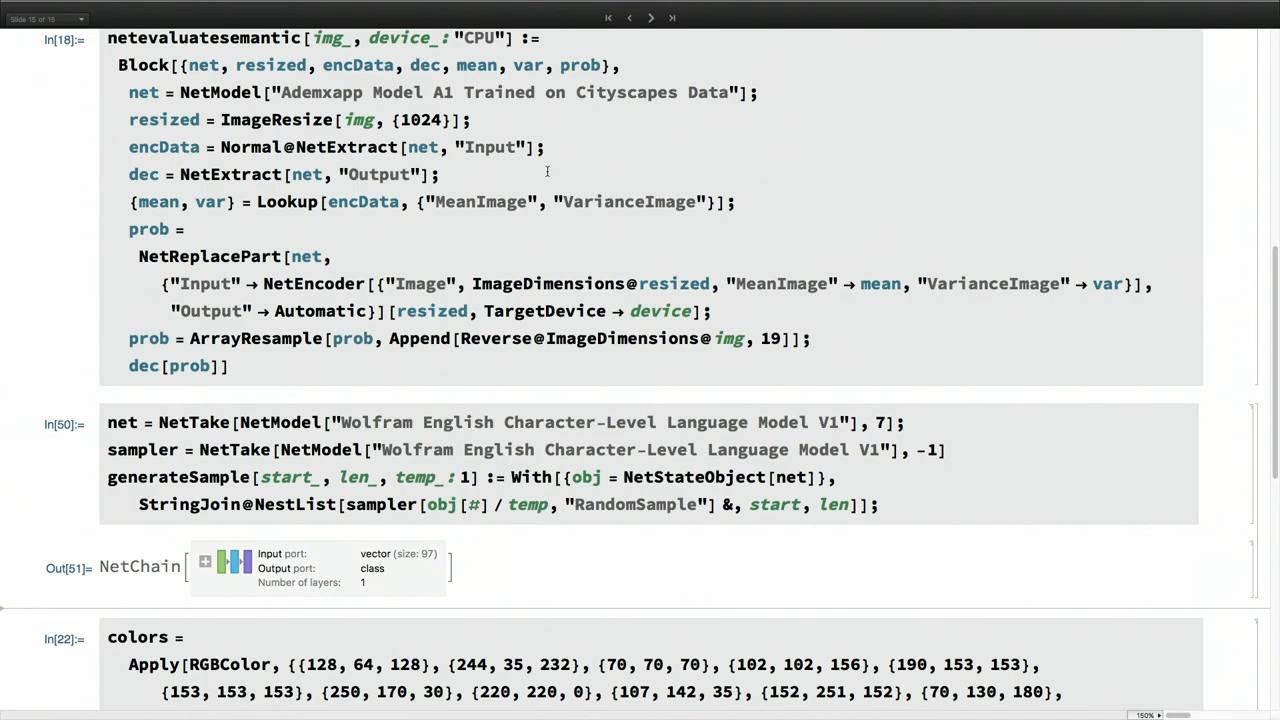 Slide 15 of 15
In[18]:= netevaluatesemantic[img_, device_: "CPU"] :=
Block[{net, resized, encData, dec, mean, var, prob},
net = NetModel["Ademxapp Model A1 Trained on Cityscapes Data"];
resized = ImageResize[img, {1024}];
encData = Normal@NetExtract[net, "Input"];
dec = NetExtract[net, "Output"];
{mean, var} = Lookup[encData, {"MeanImage", "VarianceImage"}];
prob =
NetReplacePart[net,
{"Input" → NetEncoder[{"Image", ImageDimensions@resized, "MeanImage" → mean, "VarianceImage" → var}],
"Output" → Automatic}][resized, TargetDevice → device];
prob = ArrayResample[prob, Append[Reverse@ImageDimensions@img, 19]];
dec[prob]]
In[50]:= net = NetTake[NetModel["Wolfram English Character-Level Language Model V1"], 7];
sampler = NetTake[NetModel["Wolfram English Character-Level Language Model V1"], -1]
generateSample[start_, len_, temp_: 1] := With[{obj = NetStateObject[net]},
StringJoin@NestList[sampler[obj[#] / temp, "RandomSample"] &, start, len]];
Out[51]= NetChain[
Input port: vector (size: 97)
Output port: class
Number of layers: 1
]
In[22]:= colors =
Apply[RGBColor, {{128, 64, 128}, {244, 35, 232}, {70, 70, 70}, {102, 102, 156}, {190, 153, 153},
{153, 153, 153}, {250, 170, 30}, {220, 220, 0}, {107, 142, 35}, {152, 251, 152}, {70, 130, 180},
150%